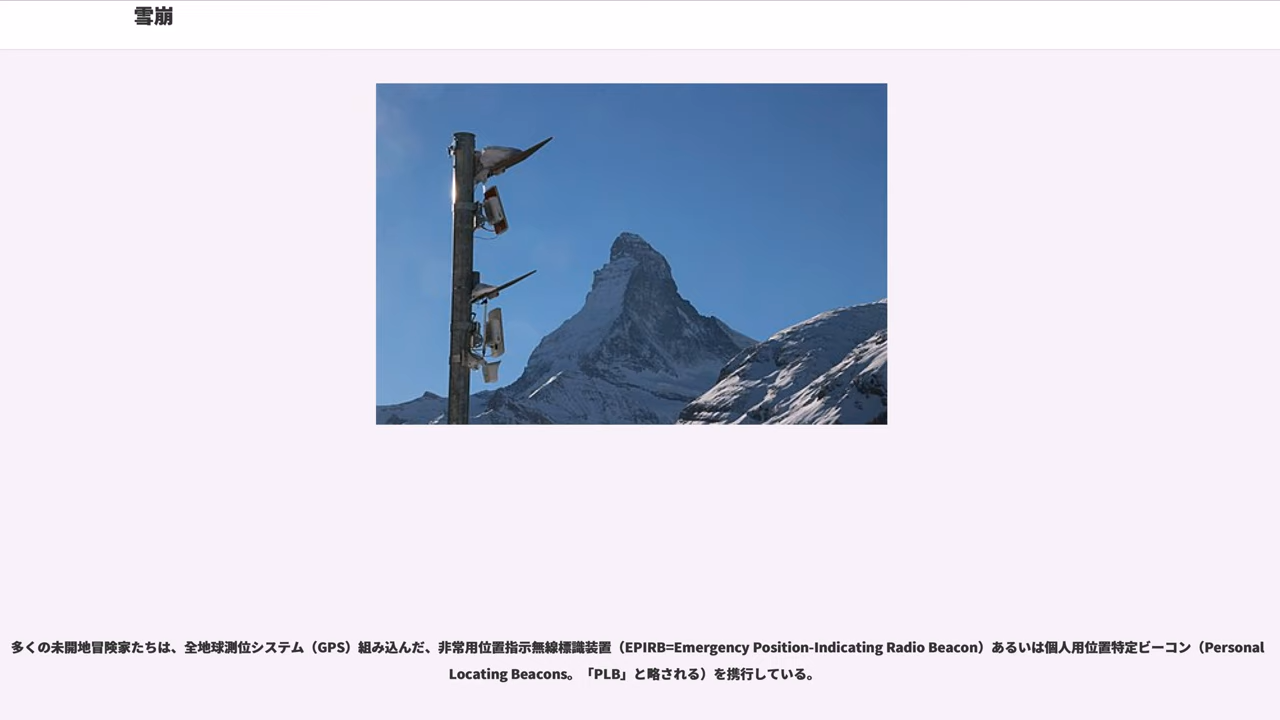 雪崩
多くの未開地冒険家たちは、全地球測位システム（GPS）組み込んだ、非常用位置指示無線標識装置（EPIRB=Emergency Position-Indicating Radio Beacon）あるいは個人用位置特定ビーコン（Personal
Locating Beacons。「PLB」と略される）を携行している。